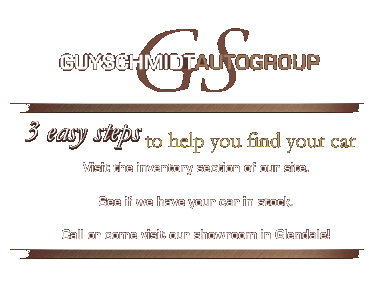 GS
GUYSCHMIDTAUTOGROUP
3 easy steps to help you find your car
Visit the inventory section of our site.
See if we have your car in stock.
Call or come visit our showroom in Glendale!